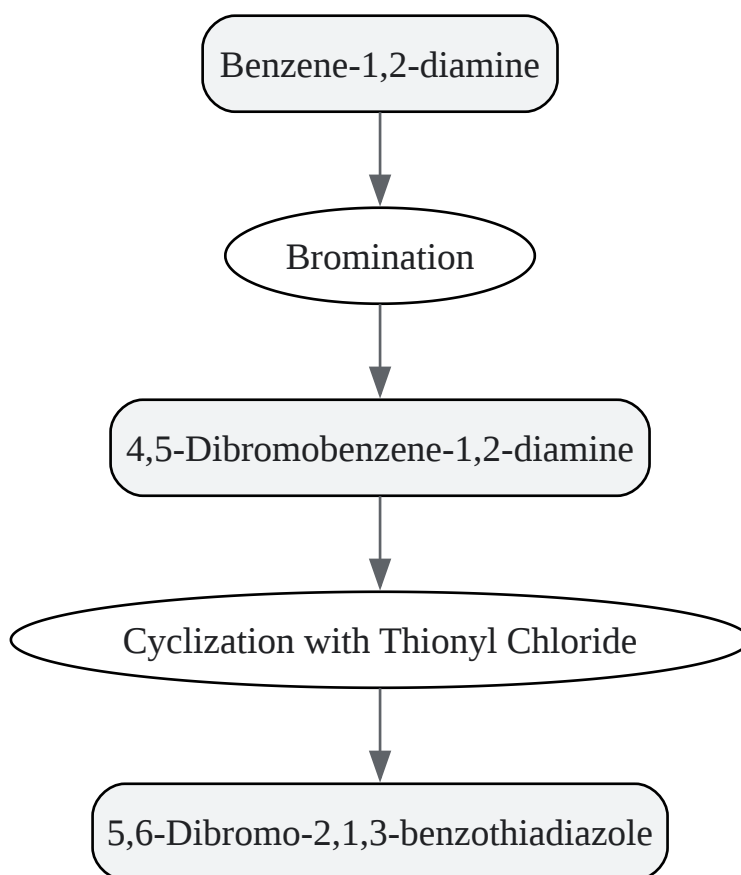 Benzene-1,2-diamine
Bromination
4,5-Dibromobenzene-1,2-diamine
Cyclization with Thionyl Chloride
5,6-Dibromo-2,1,3-benzothiadiazole